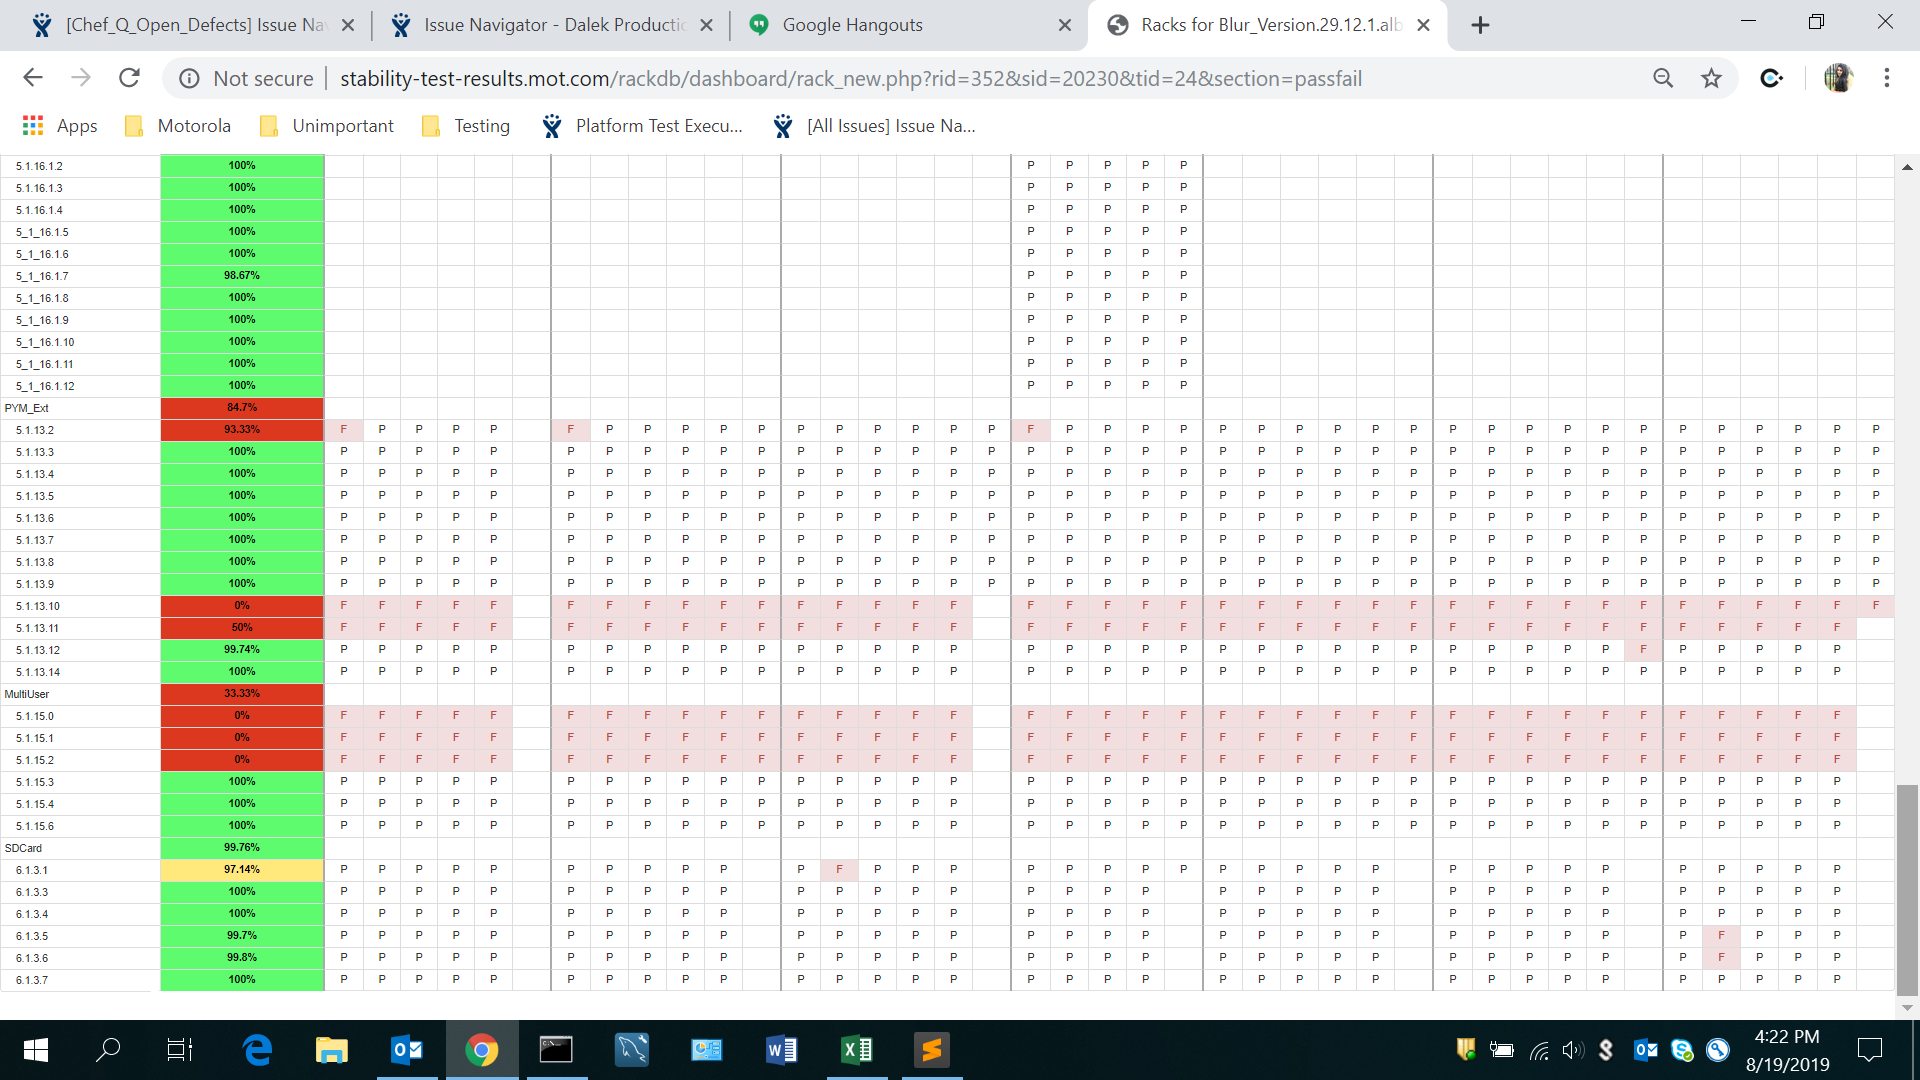 [Chef_Q_Open_Defects] Issue Na
Issue Navigator - Dalek Productio
Google Hangouts
Racks for Blur_Version.29.12.1.alb
Not secure | stability-test-results.mot.com/rackdb/dashboard/rack_new.php?rid=352&sid=20230&tid=24&section=passfail
Apps Motorola Unimportant Testing Platform Test Execu... [All Issues] Issue Na...
5.1.16.1.2 100% P P P P P
5.1.16.1.3 100% P P P P P
5.1.16.1.4 100% P P P P P
5_1_16.1.5 100% P P P P P
5_1_16.1.6 100% P P P P P
5_1_16.1.7 98.67% P P P P P
5_1_16.1.8 100% P P P P P
5_1_16.1.9 100% P P P P P
5_1_16.1.10 100% P P P P P
5_1_16.1.11 100% P P P P P
5_1_16.1.12 100% P P P P P
PYM_Ext 84.7%
5.1.13.2 93.33% F P P P P F P P P P P P P P P P P F P P P P P P P P P P P P P P P P P P P P P P
5.1.13.3 100% P P P P P P P P P P P P P P P P P P P P P P P P P P P P P P P P P P P P P P P P
5.1.13.4 100% P P P P P P P P P P P P P P P P P P P P P P P P P P P P P P P P P P P P P P P P
5.1.13.5 100% P P P P P P P P P P P P P P P P P P P P P P P P P P P P P P P P P P P P P P P P
5.1.13.6 100% P P P P P P P P P P P P P P P P P P P P P P P P P P P P P P P P P P P P P P P P
5.1.13.7 100% P P P P P P P P P P P P P P P P P P P P P P P P P P P P P P P P P P P P P P P P
5.1.13.8 100% P P P P P P P P P P P P P P P P P P P P P P P P P P P P P P P P P P P P P P P P
5.1.13.9 100% P P P P P P P P P P P P P P P P P P P P P P P P P P P P P P P P P P P P P P P P
5.1.13.10 0% F F F F F F F F F F F F F F F F F F F F F F F F F F F F F F F F F F F F F F F
5.1.13.11 50% F F F F F F F F F F F F F F F F F F F F F F F F F F F F F F F F F F F F F F
5.1.13.12 99.74% P P P P P P P P P P P P P P P P P P P P P P P P P P P P P P P P F P P P P P
5.1.13.14 100% P P P P P P P P P P P P P P P P P P P P P P P P P P P P P P P P P P P P P P
MultiUser 33.33%
5.1.15.0 0% F F F F F F F F F F F F F F F F F F F F F F F F F F F F F F F F F F F F F F
5.1.15.1 0% F F F F F F F F F F F F F F F F F F F F F F F F F F F F F F F F F F F F F F
5.1.15.2 0% F F F F F F F F F F F F F F F F F F F F F F F F F F F F F F F F F F F F F F
5.1.15.3 100% P P P P P P P P P P P P P P P P P P P P P P P P P P P P P P P P P P P P P P
5.1.15.4 100% P P P P P P P P P P P P P P P P P P P P P P P P P P P P P P P P P P P P P P
5.1.15.6 100% P P P P P P P P P P P P P P P P P P P P P P P P P P P P P P P P P P P P P P
SDCard 99.76%
6.1.3.1 97.14% P P P P P P P P P P P F P P P P P P P P P P P P P P P P P P P P P P P P
6.1.3.3 100% P P P P P P P P P P P P P P P P P P P P P P P P P P P P P P P P P P P
6.1.3.4 100% P P P P P P P P P P P P P P P P P P P P P P P P P P P P P P P P P P P
6.1.3.5 99.7% P P P P P P P P P P P P P P P P P P P P P P P P P P P P P P P F P P P
6.1.3.6 99.8% P P P P P P P P P P P P P P P P P P P P P P P P P P P P P P P F P P P
6.1.3.7 100% P P P P P P P P P P P P P P P P P P P P P P P P P P P P P P P P P P P
4:22 PM
8/19/2019